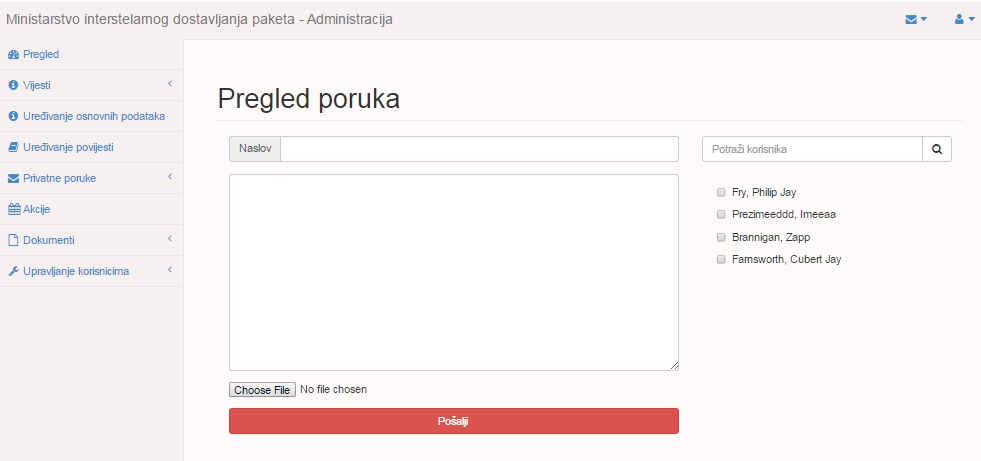 Ministarstvo interstelarnog dostavljanja paketa - Administracija
Pregled
Vijesti
Uređivanje osnovnih podataka
Uređivanje povijesti
Privatne poruke
Akcije
Dokumenti
Upravljanje korisnicima
Pregled poruka
Naslov
Choose File No file chosen
Pošalji
Potraži korisnika
Fry, Philip Jay
Prezimeeddd, Imeeaa
Brannigan, Zapp
Farnsworth, Cubert Jay